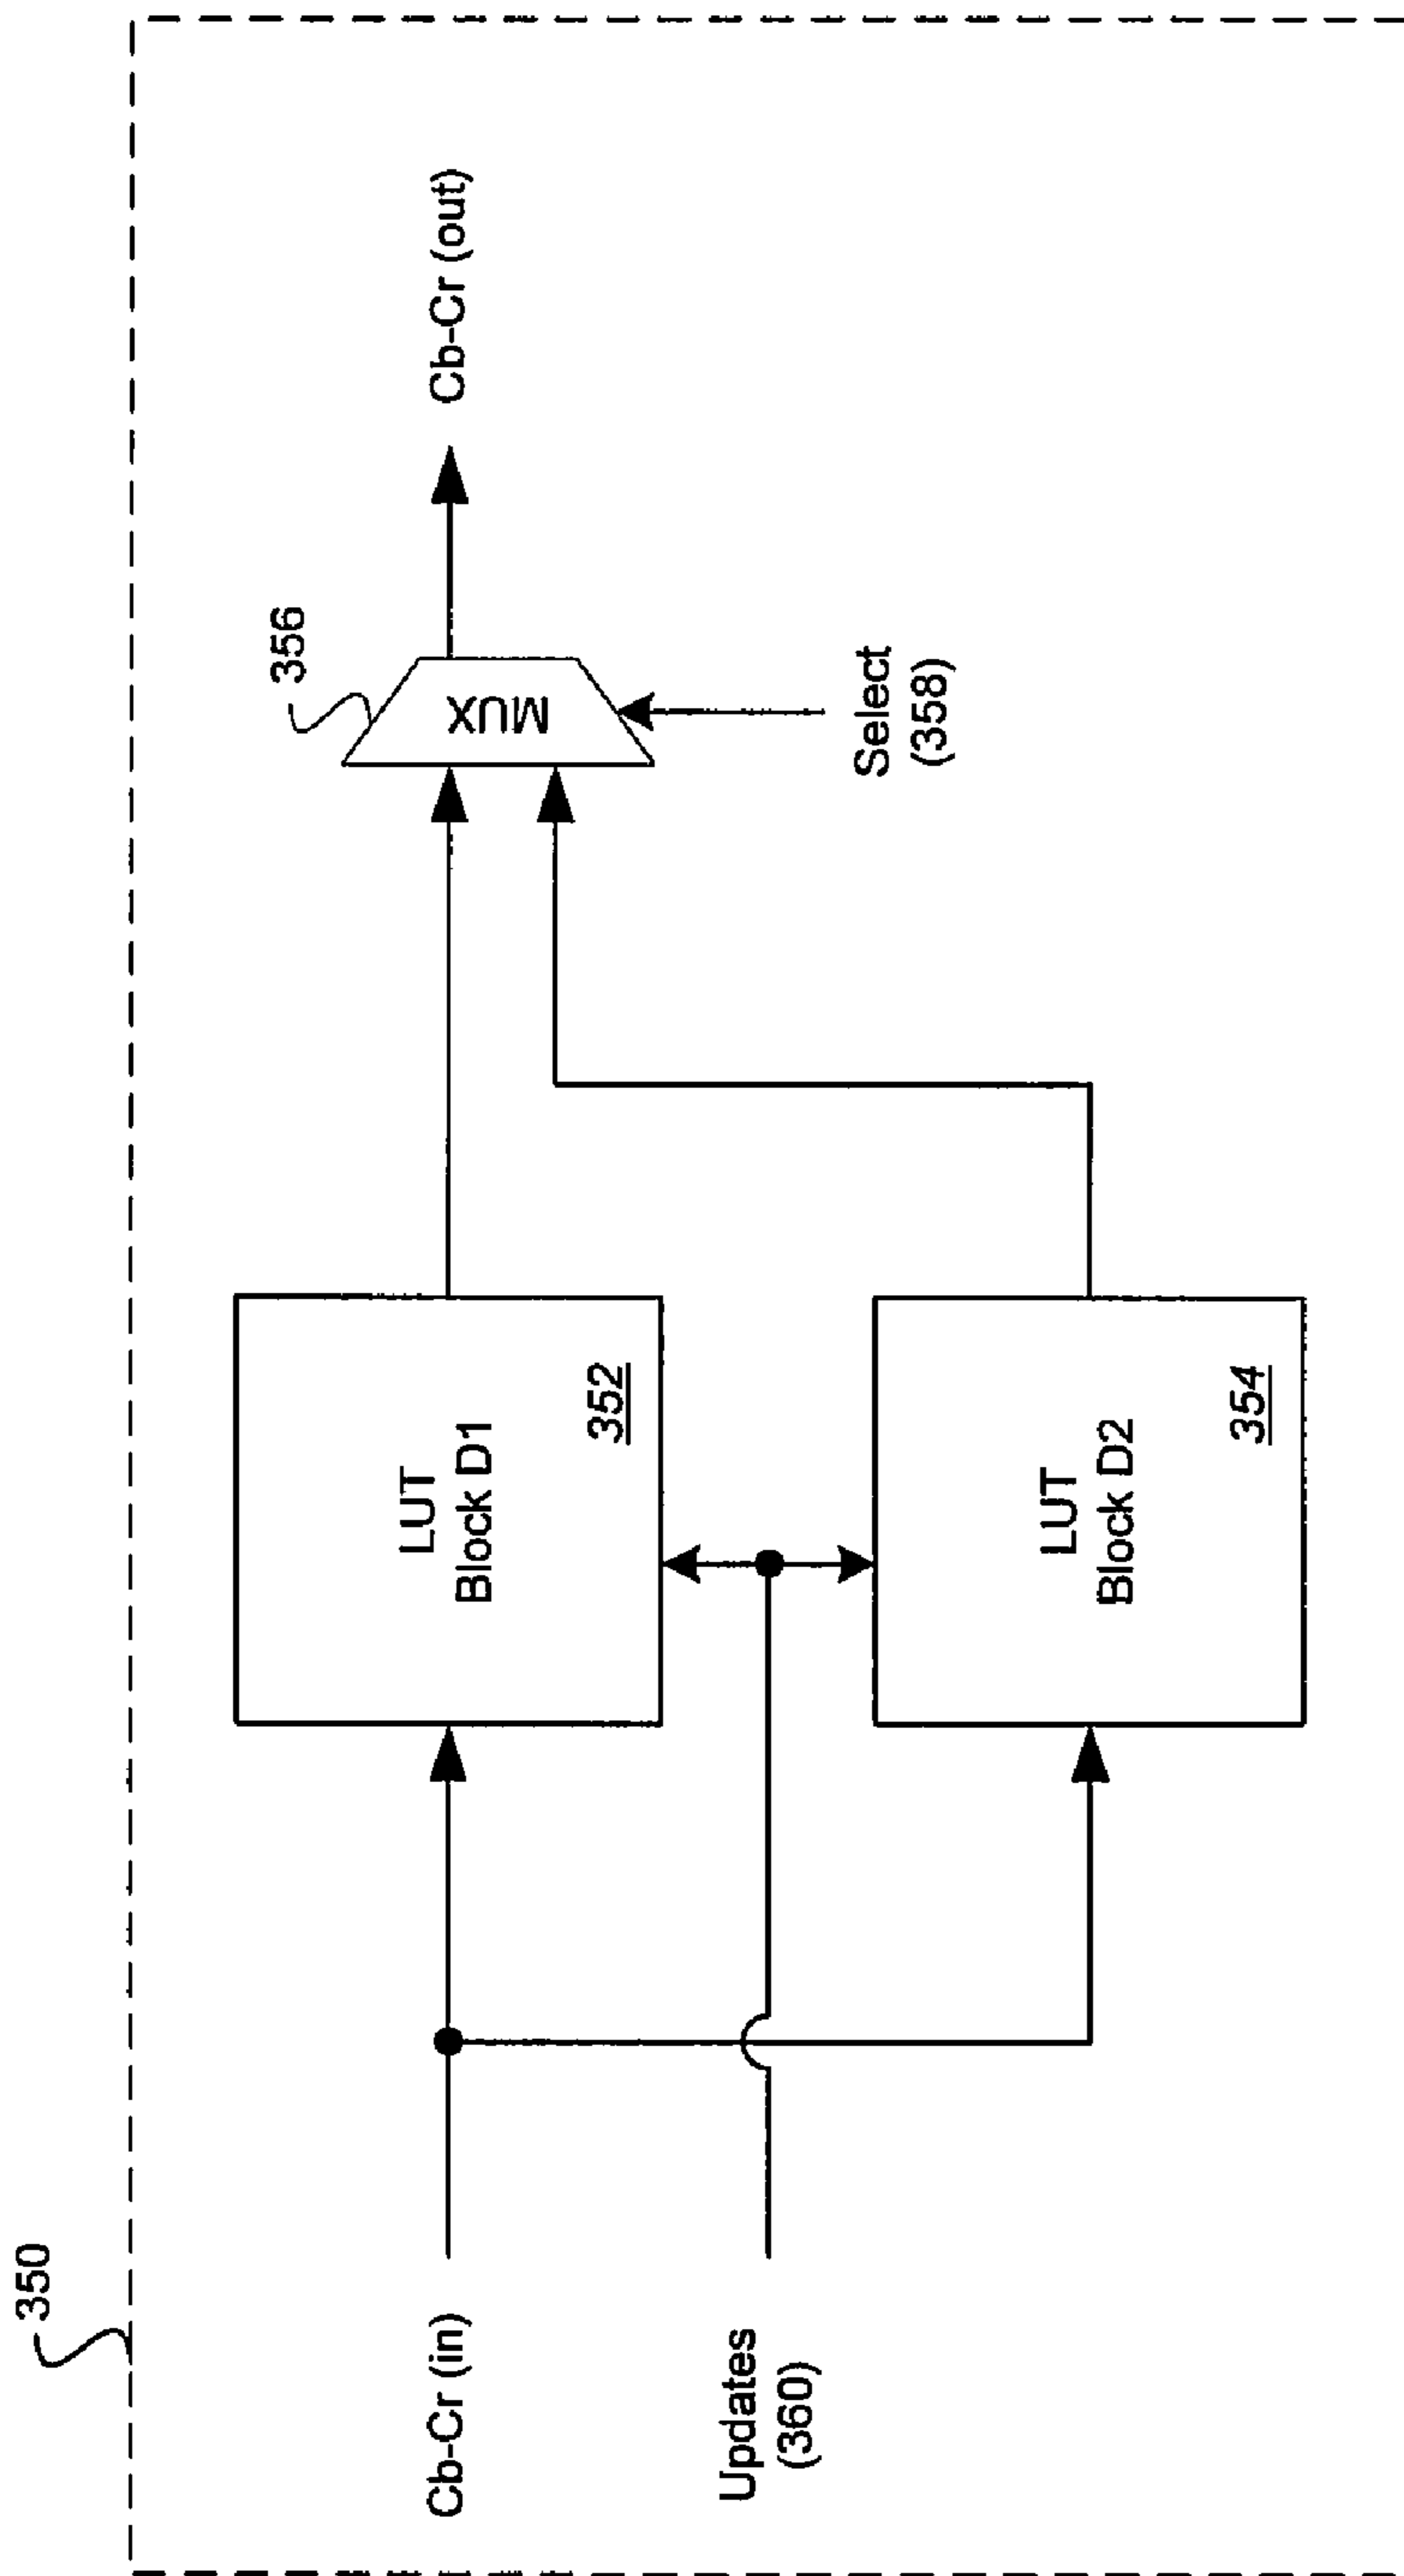 350
Cb-Cr (in)
Updates
(360)
LUT
Block D1
352
LUT
Block D2
354
356
MUX
Select
(358)
Cb-Cr (out)